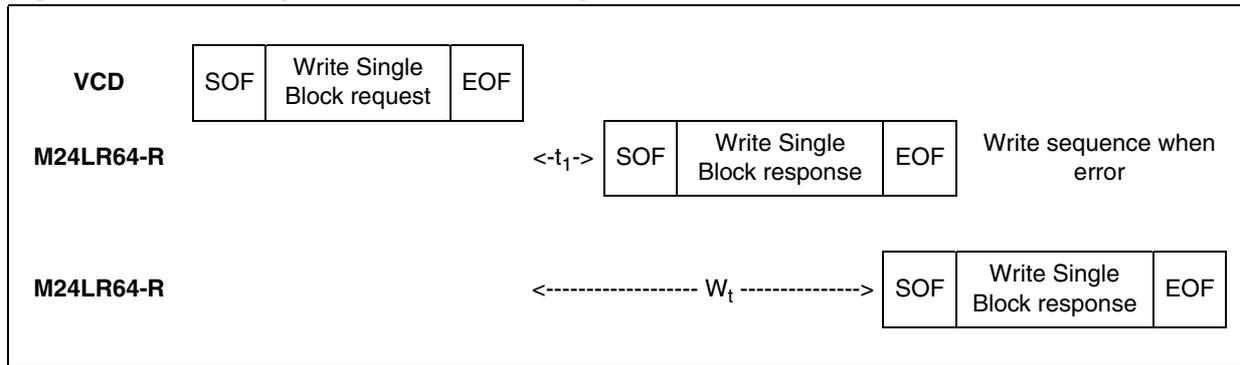 VCD SOF Write Single Block request EOF
M24LR64-R <-t1-> SOF Write Single Block response EOF Write sequence when error
M24LR64-R <------------------- Wt ---------------> SOF Write Single Block response EOF